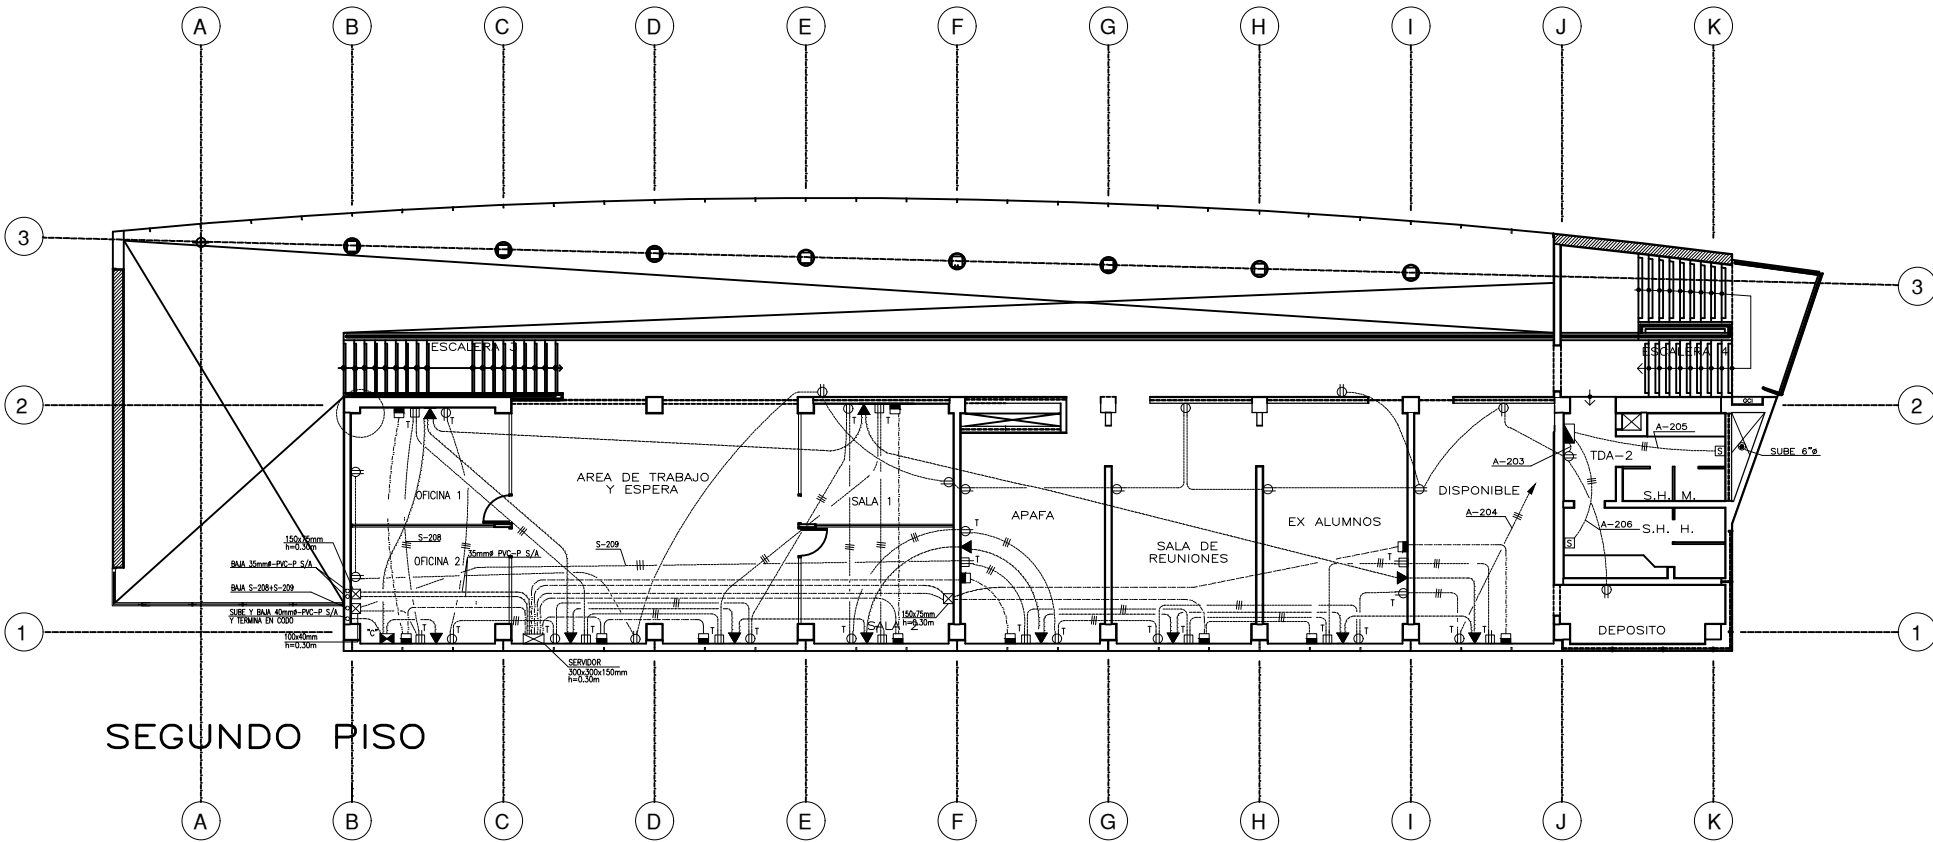 A B C D E F G H I J K
3
3
ESCALERA 3
ESCALERA 4
2
2
T T T T
AREA DE TRABAJO
Y ESPERA
A-205
TDA-2
SUBE 6"ø
A-203
S
OFICINA 1
SALA 1
DISPONIBLE
S.H. M.
APAFA
EX ALUMNOS
A-204
A-206
S.H. H.
T
150x75mm
h=0.30m
S-208
35mmø PVC-P S/A
S-209
SALA DE
REUNIONES
S
OFICINA 2
T
T
BAJA 35mmø-PVC-P S/A
BAJA S-208+S-209
T
SUBE Y BAJA 40mmø-PVC-P S/A
Y TERMINA EN CODO
150x75mm
h=0.30m
"C"
SALA 2
T T T T T T T T T T T T
DEPOSITO
1
1
100x40mm
h=0.30m
SERVIDOR
300x300x150mm
h=0.30m
SEGUNDO PISO
A B C D E F G H I J K